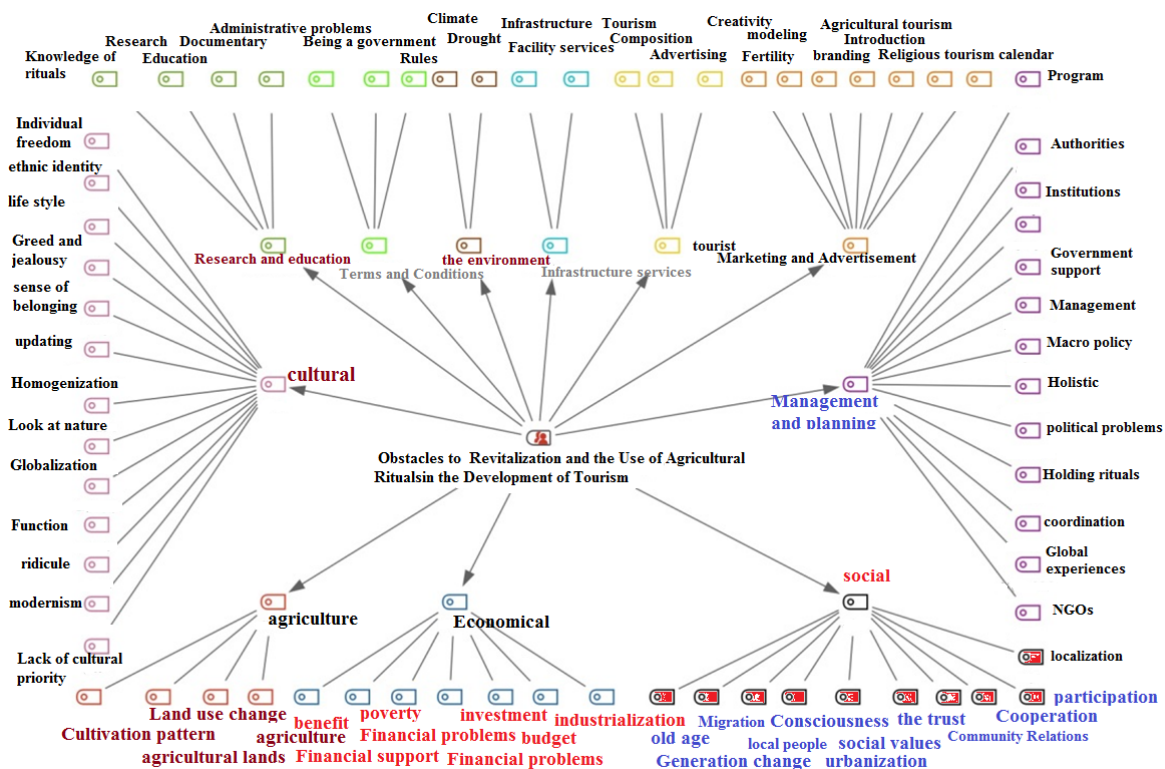 Climate
Infrastructure
Tourism
Creativity
Agricultural tourism
Administrative problems
Research
Documentary
Being a government
Drought
Facility services
Composition
modeling
Introduction
Knowledge of
rituals
Education
Rules
Advertising
Fertility
branding
Religious tourism calendar
Program
Individual
freedom
ethnic identity
life style
Greed and
jealousy
sense of
belonging
updating
Homogenization
Look at nature
Globalization
Function
ridicule
modernism
Lack of cultural
priority
Authorities
Institutions
Government
support
Management
Macro policy
Holistic
political problems
Holding rituals
coordination
Global
experiences
NGOs
localization
Research and education
Terms and Conditions
the environment
Infrastructure services
tourist
Marketing and Advertisement
cultural
Management
and planning
Obstacles to Revitalization and the Use of Agricultural
Ritualsin the Development of Tourism
agriculture
Economical
social
Cultivation pattern
Land use change
agricultural lands
benefit
agriculture
poverty
Financial support
Financial problems
investment
Financial problems
budget
industrialization
old age
Migration
Generation change
Consciousness
local people
social values
urbanization
the trust
Community Relations
Cooperation
participation